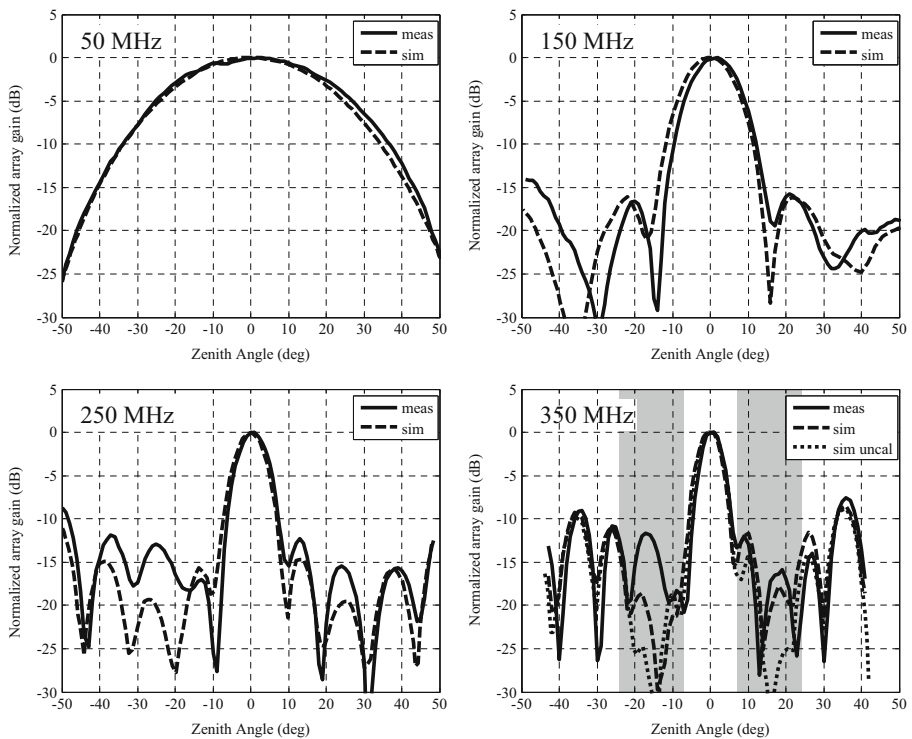 50 MHz
meas
sim
Normalized array gain (dB)
5
0
-5
-10
-15
-20
-25
-30
-50 -40 -30 -20 -10 0 10 20 30 40 50
Zenith Angle (deg)
150 MHz
meas
sim
Normalized array gain (dB)
5
0
-5
-10
-15
-20
-25
-30
-50 -40 -30 -20 -10 0 10 20 30 40 50
Zenith Angle (deg)
250 MHz
meas
sim
Normalized array gain (dB)
5
0
-5
-10
-15
-20
-25
-30
-50 -40 -30 -20 -10 0 10 20 30 40 50
Zenith Angle (deg)
350 MHz
meas
sim
sim uncal
Normalized array gain (dB)
5
0
-5
-10
-15
-20
-25
-30
-50 -40 -30 -20 -10 0 10 20 30 40 50
Zenith Angle (deg)